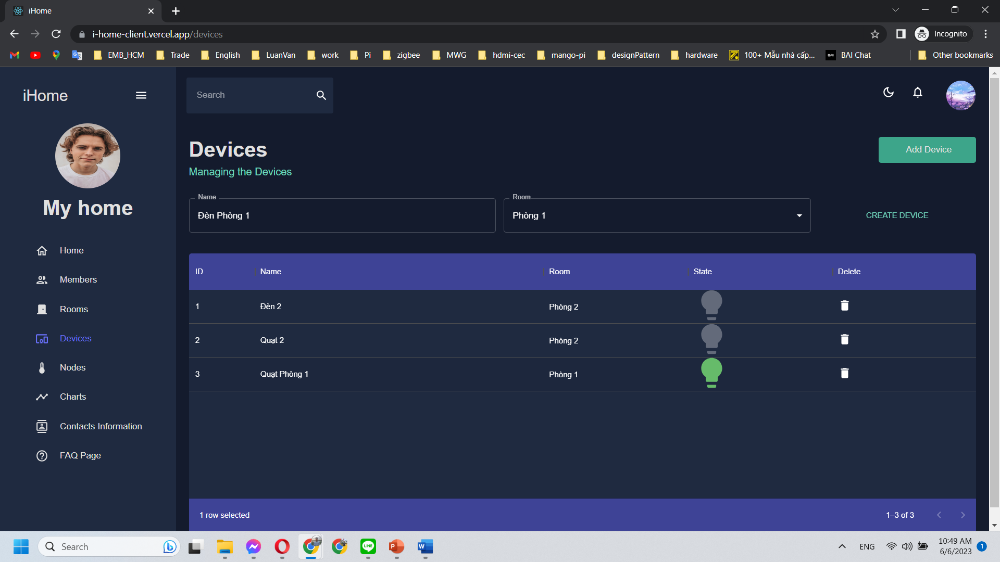 iHome
i-home-client.vercel.app/devices
Incognito
EMB_HCM
Trade
English
LuanVan
work
Pi
zigbee
MWG
hdmi-cec
mango-pi
designPattern
hardware
100+ Mẫu nhà cấp...
BAI Chat
Other bookmarks
iHome
Search
My home
Home
Members
Rooms
Devices
Nodes
Charts
Contacts Information
FAQ Page
Devices
Managing the Devices
Add Device
Name
Đèn Phòng 1
Room
Phòng 1
CREATE DEVICE
ID Name Room State Delete
1 Đèn 2 Phòng 2
2 Quạt 2 Phòng 2
3 Quạt Phòng 1 Phòng 1
1 row selected
1–3 of 3
Search
ENG
10:49 AM
6/6/2023
1